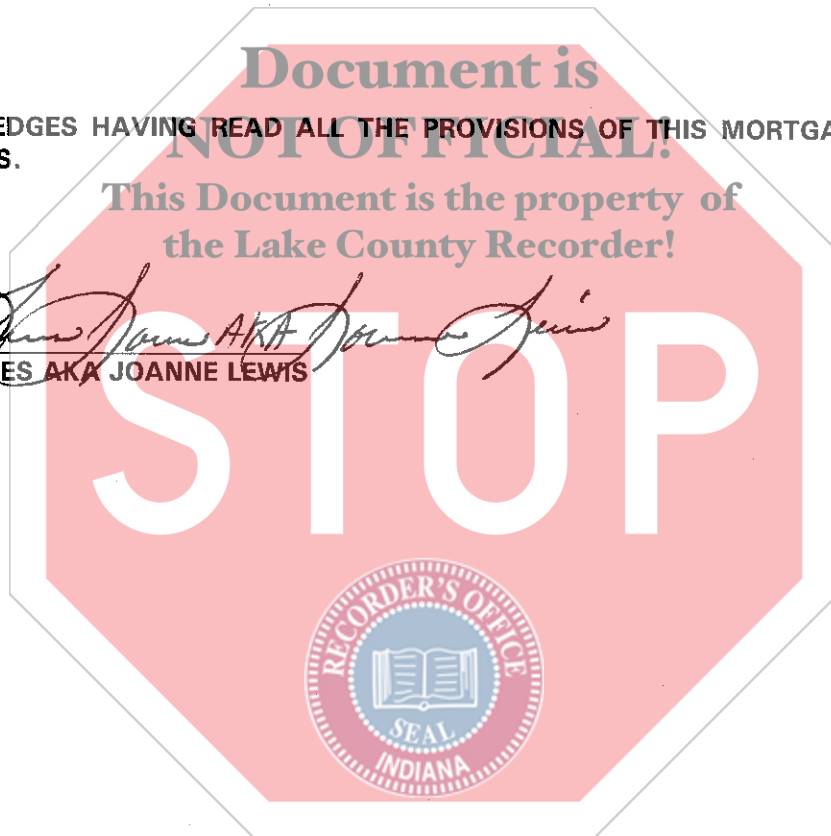 Document is
EDGES HAVING READ ALL THE PROVISIONS OF THIS MORTGA
NOT OFFICIAL!
S.
This Document is the property of
the Lake County Recorder!
AKA
ES AKA JOANNE LEWIS
STOP
RECORDER'S OFFICE
SEAL
INDIANA